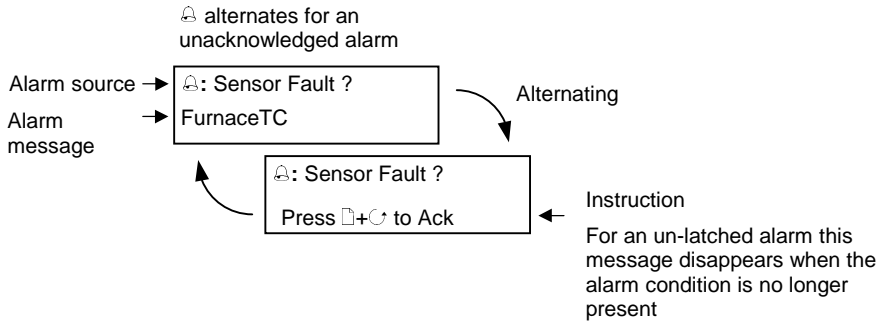 🔔 alternates for an
unacknowledged alarm
Alarm source
🔔: Sensor Fault ?
Alarm
message
FurnaceTC
Alternating
🔔: Sensor Fault ?
Press 🗋+↻ to Ack
Instruction
For an un-latched alarm this
message disappears when the
alarm condition is no longer
present